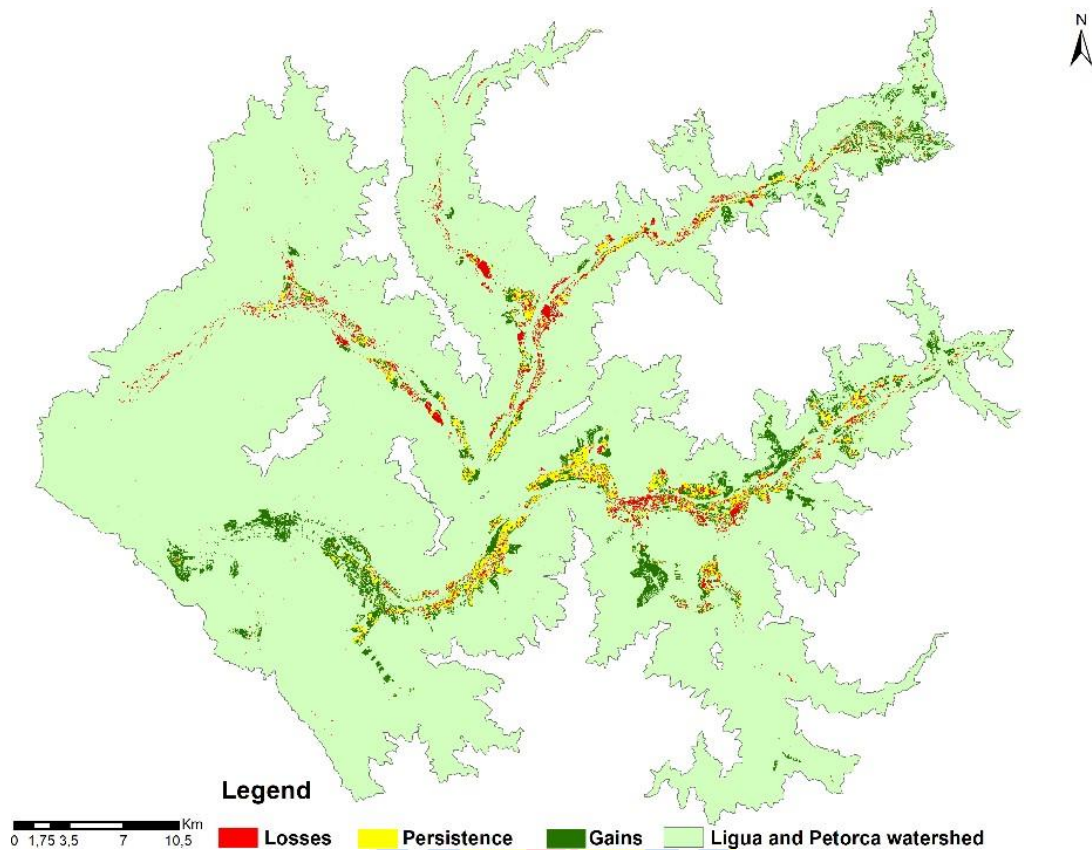 N
Legend
Km
0 1,75 3,5 7 10,5
Losses Persistence Gains Ligua and Petorca watershed